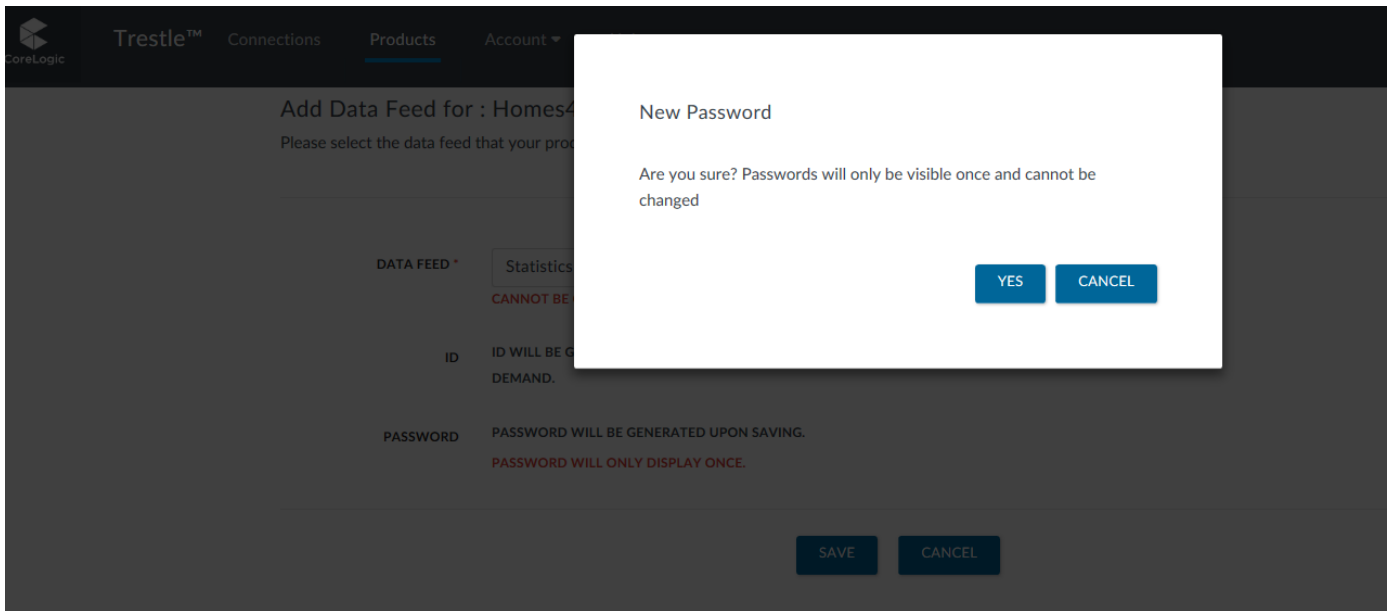 CoreLogic
Trestle™ Connections Products Account
Add Data Feed for : Homes4
New Password
Please select the data feed that your
Are you sure? Passwords will only be visible once and cannot be
changed
DATA FEED *
Statistics
CANNOT BE
YES CANCEL
ID
ID WILL BE
DEMAND.
PASSWORD
PASSWORD WILL BE GENERATED UPON SAVING.
PASSWORD WILL ONLY DISPLAY ONCE.
SAVE CANCEL